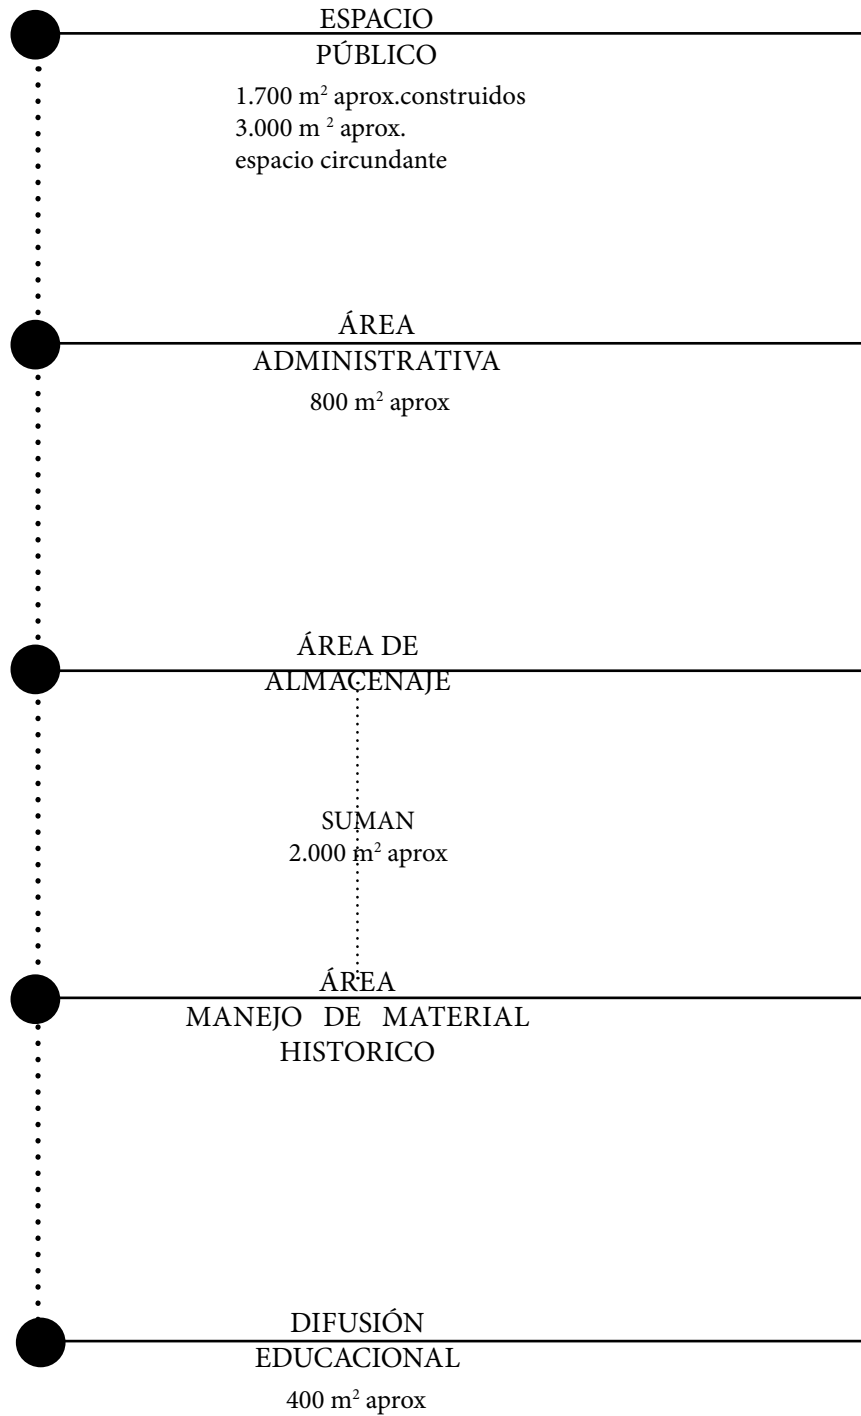 ESPACIO
PÚBLICO
1.700 m² aprox.construidos
3.000 m ² aprox.
espacio circundante
ÁREA
ADMINISTRATIVA
800 m² aprox
ÁREA DE
ALMACENAJE
SUMAN
2.000 m² aprox
ÁREA
MANEJO DE MATERIAL
HISTORICO
DIFUSIÓN
EDUCACIONAL
400 m² aprox